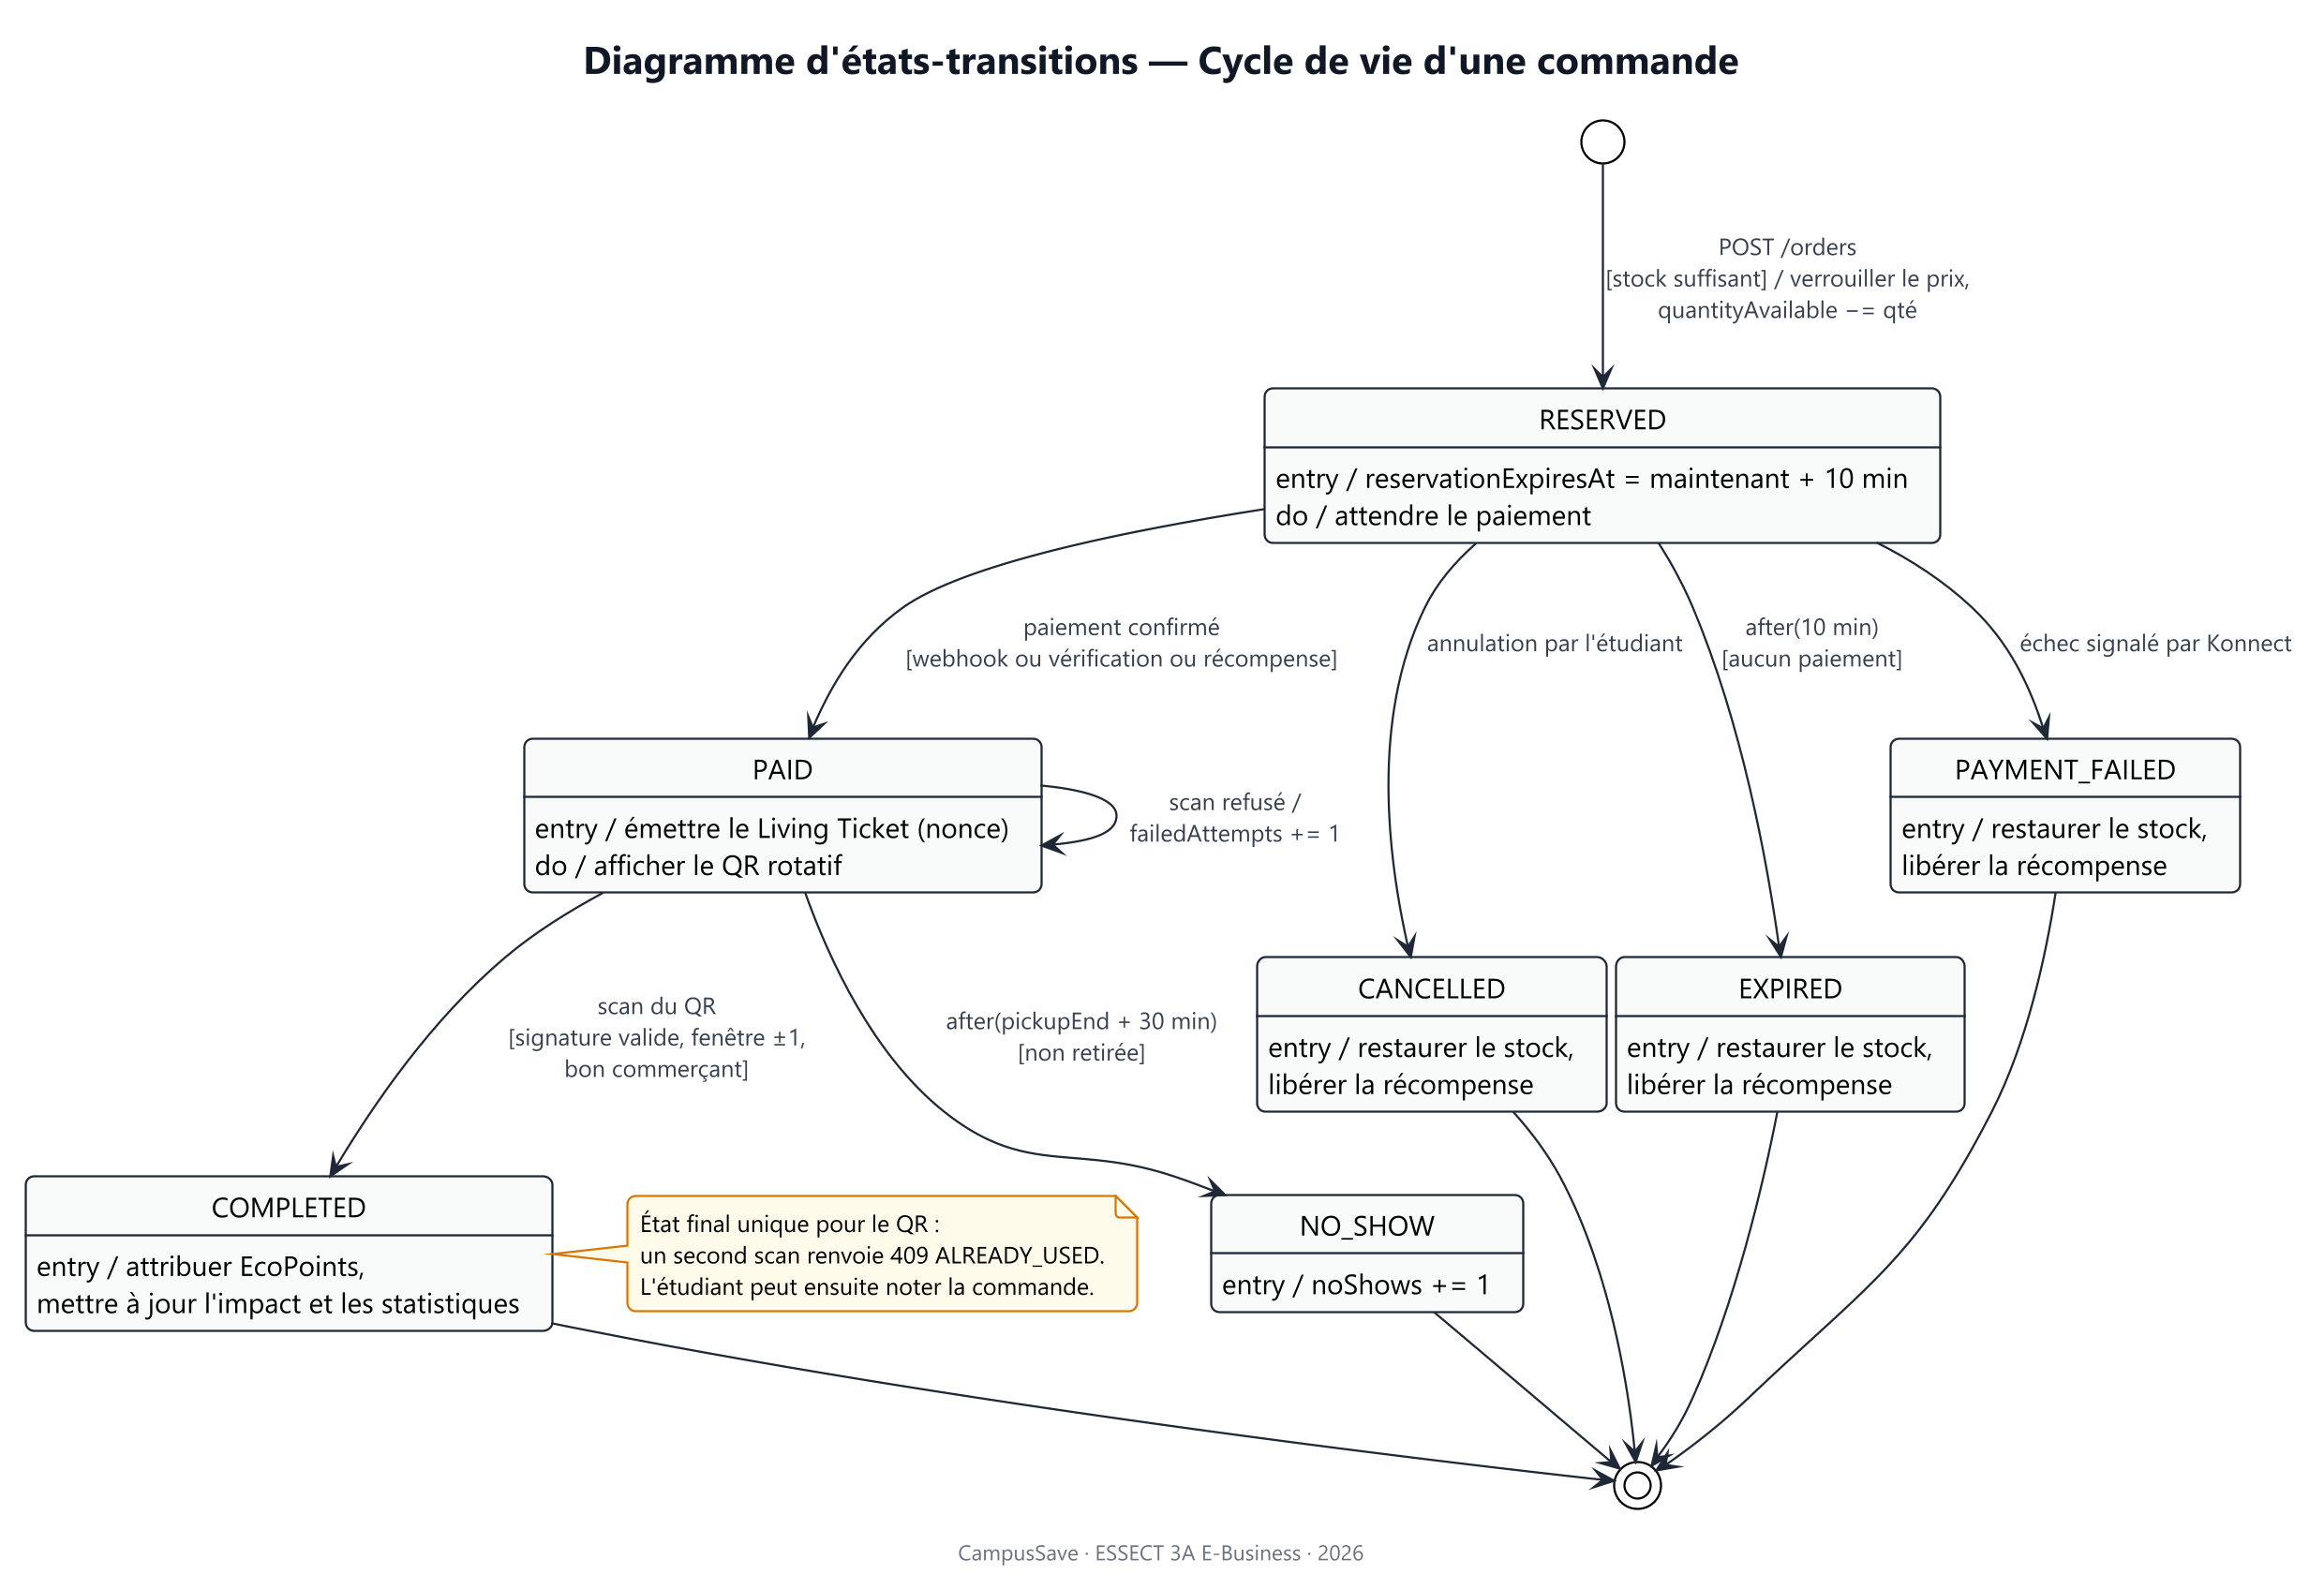 Diagramme d'états-transitions — Cycle de vie d'une commande
POST /orders
[stock suffisant] / verrouiller le prix,
quantityAvailable −= qté
RESERVED
entry / reservationExpiresAt = maintenant + 10 min
do / attendre le paiement
paiement confirmé
[webhook ou vérification ou récompense]
annulation par l'étudiant
after(10 min)
[aucun paiement]
échec signalé par Konnect
PAID
entry / émettre le Living Ticket (nonce)
do / afficher le QR rotatif
scan refusé /
failedAttempts += 1
PAYMENT_FAILED
entry / restaurer le stock,
libérer la récompense
scan du QR
[signature valide, fenêtre ±1,
bon commerçant]
after(pickupEnd + 30 min)
[non retirée]
CANCELLED
entry / restaurer le stock,
libérer la récompense
EXPIRED
entry / restaurer le stock,
libérer la récompense
COMPLETED
entry / attribuer EcoPoints,
mettre à jour l'impact et les statistiques
État final unique pour le QR :
un second scan renvoie 409 ALREADY_USED.
L'étudiant peut ensuite noter la commande.
NO_SHOW
entry / noShows += 1
CampusSave · ESSECT 3A E-Business · 2026